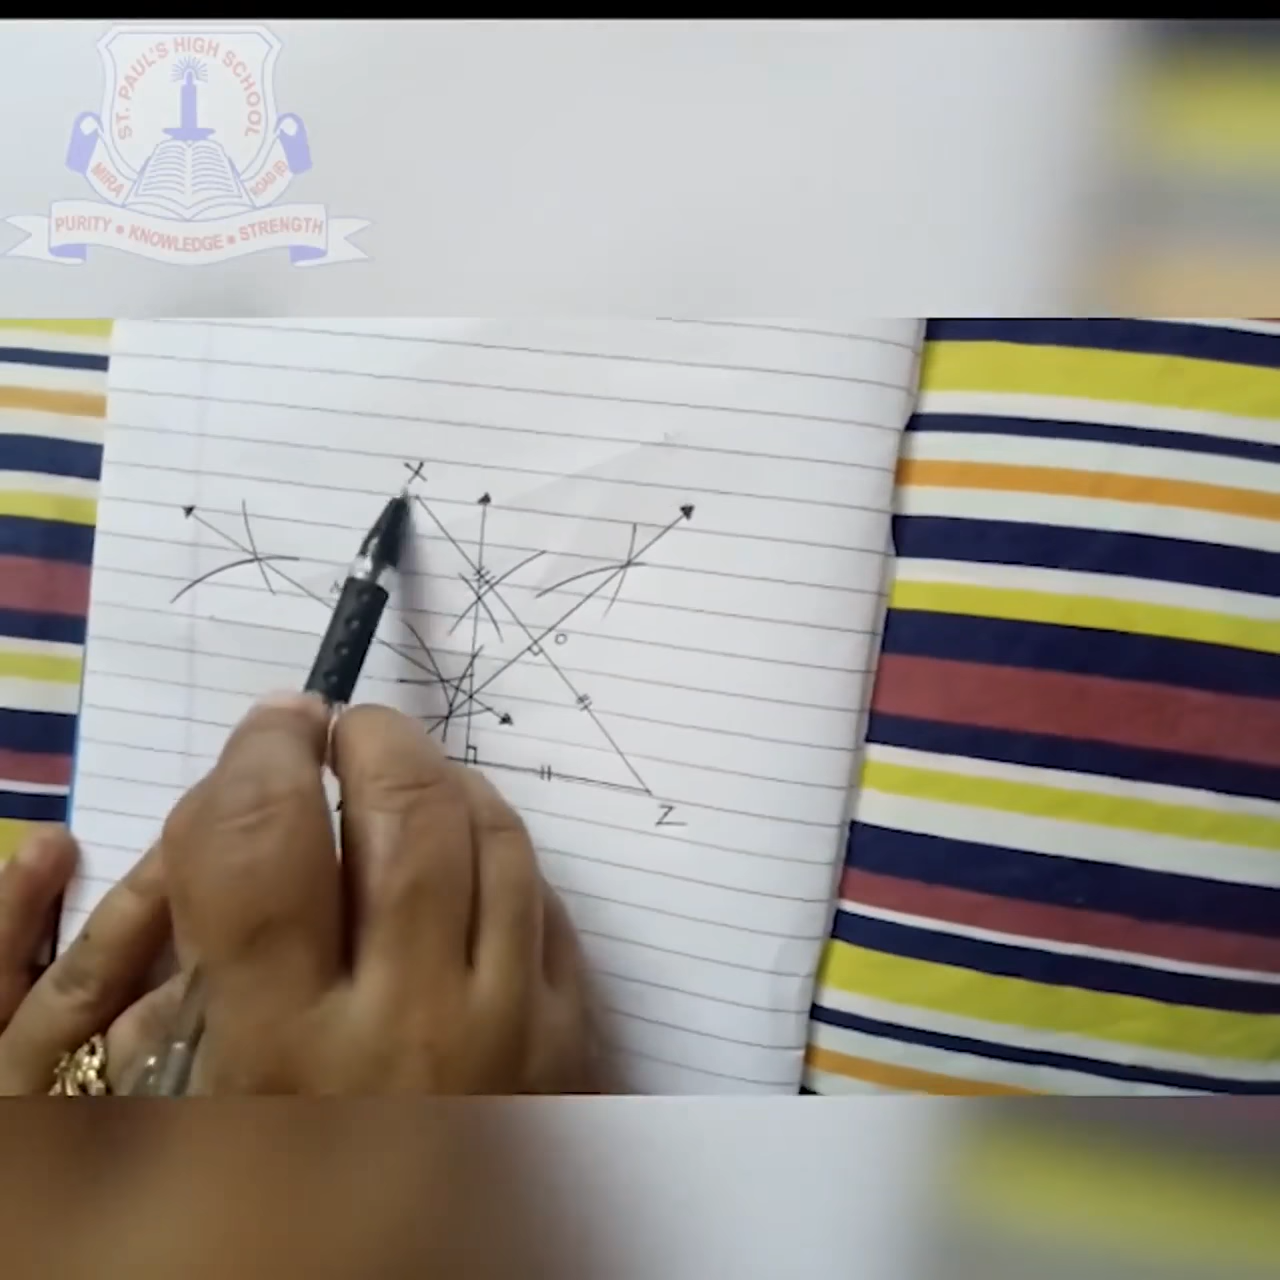 ST. PAUL'S HIGH SCHOOL
MIRA ROAD (E)
PURITY • KNOWLEDGE • STRENGTH
X
O
Z